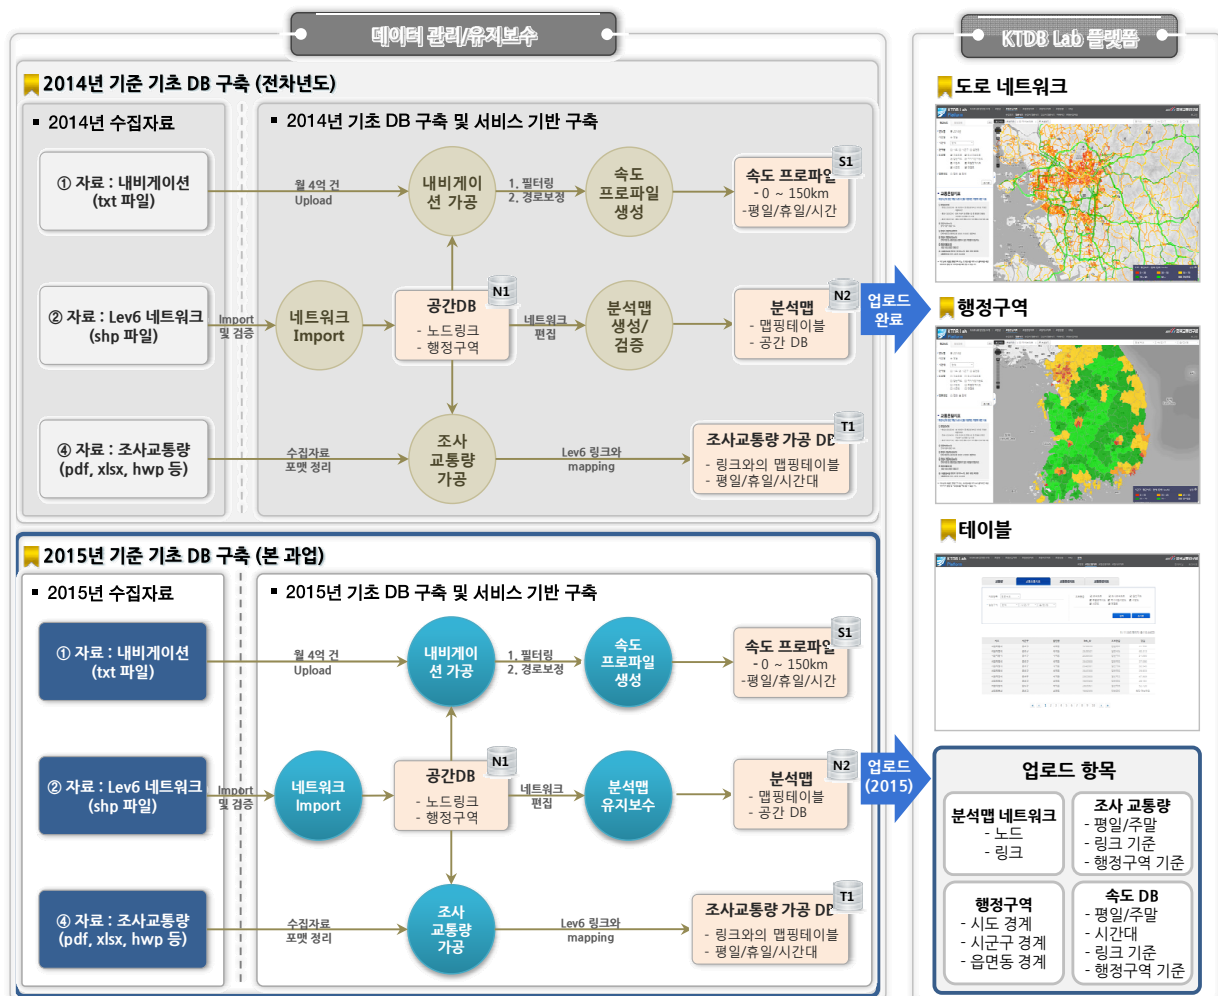 데이터 관리/유지보수
2014년 기준 기초 DB 구축 (전차년도)
▪ 2014년 수집자료
① 자료 : 내비게이션
(txt 파일)
② 자료 : Lev6 네트워크
(shp 파일)
④ 자료 : 조사교통량
(pdf, xlsx, hwp 등)
▪ 2014년 기초 DB 구축 및 서비스 기반 구축
월 4억 건
Upload
내비게이
션 가공
1. 필터링
2. 경로보정
속도
프로파일
생성
S1
속도 프로파일
- 0 ~ 150km
-평일/휴일/시간
Import
및 검증
네트워크
Import
N1
공간DB
- 노드링크
- 행정구역
네트워크
편집
분석맵
생성/
검증
N2
분석맵
- 맵핑테이블
- 공간 DB
수집자료
포맷 정리
조사
교통량
가공
Lev6 링크와
mapping
T1
조사교통량 가공 DB
- 링크와의 맵핑테이블
- 평일/휴일/시간대
업로드
완료
2015년 기준 기초 DB 구축 (본 과업)
▪ 2015년 수집자료
① 자료 : 내비게이션
(txt 파일)
② 자료 : Lev6 네트워크
(shp 파일)
④ 자료 : 조사교통량
(pdf, xlsx, hwp 등)
▪ 2015년 기초 DB 구축 및 서비스 기반 구축
월 4억 건
Upload
내비게이
션 가공
1. 필터링
2. 경로보정
속도
프로파일
생성
S1
속도 프로파일
- 0 ~ 150km
-평일/휴일/시간
Import
및 검증
네트워크
Import
N1
공간DB
- 노드링크
- 행정구역
네트워크
편집
분석맵
유지보수
N2
분석맵
- 맵핑테이블
- 공간 DB
수집자료
포맷 정리
조사
교통량
가공
Lev6 링크와
mapping
T1
조사교통량 가공 DB
- 링크와의 맵핑테이블
- 평일/휴일/시간대
업로드
(2015)
KTDB Lab 플랫폼
도로 네트워크
KTDB Lab
행정구역
KTDB Lab
테이블
KTDB Lab
업로드 항목
분석맵 네트워크
- 노드
- 링크
조사 교통량
- 평일/주말
- 링크 기준
- 행정구역 기준
행정구역
- 시도 경계
- 시군구 경계
- 읍면동 경계
속도 DB
- 평일/주말
- 시간대
- 링크 기준
- 행정구역 기준